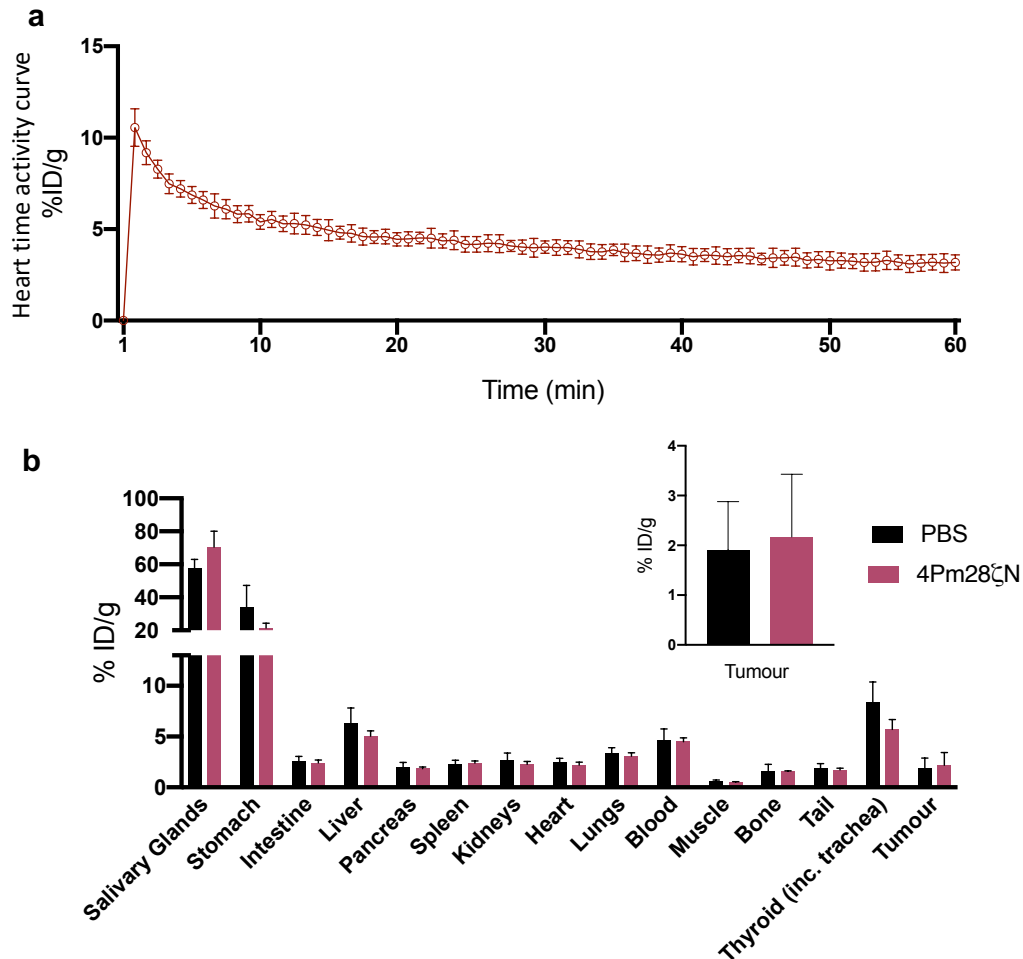 a
Heart time activity curve
%ID/g
15
10
5
0
1 10 20 30 40 50 60
Time (min)
b
% ID/g
100
80
60
40
20
10
5
0
Salivary Glands
Stomach
Intestine
Liver
Pancreas
Spleen
Kidneys
Heart
Lungs
Blood
Muscle
Bone
Tail
Thyroid (inc. trachea)
Tumour
% ID/g
4
3
2
1
0
Tumour
PBS
4Pm28ζN